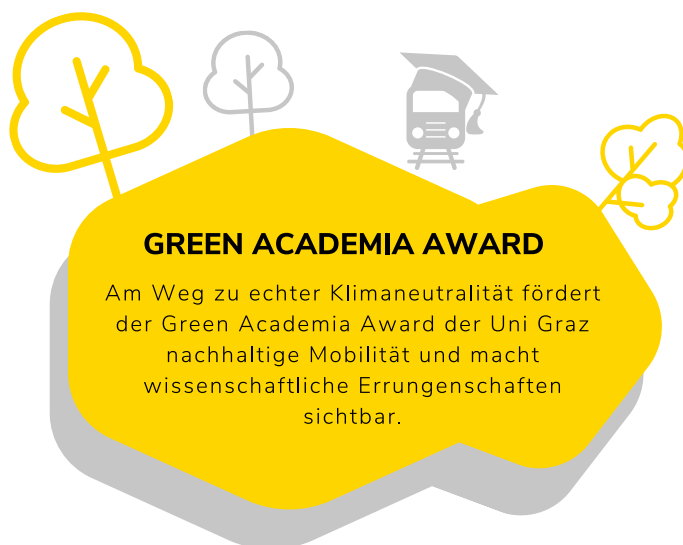 GREEN ACADEMIA AWARD
Am Weg zu echter Klimaneutralität fördert
der Green Academia Award der Uni Graz
nachhaltige Mobilität und macht
wissenschaftliche Errungenschaften
sichtbar.